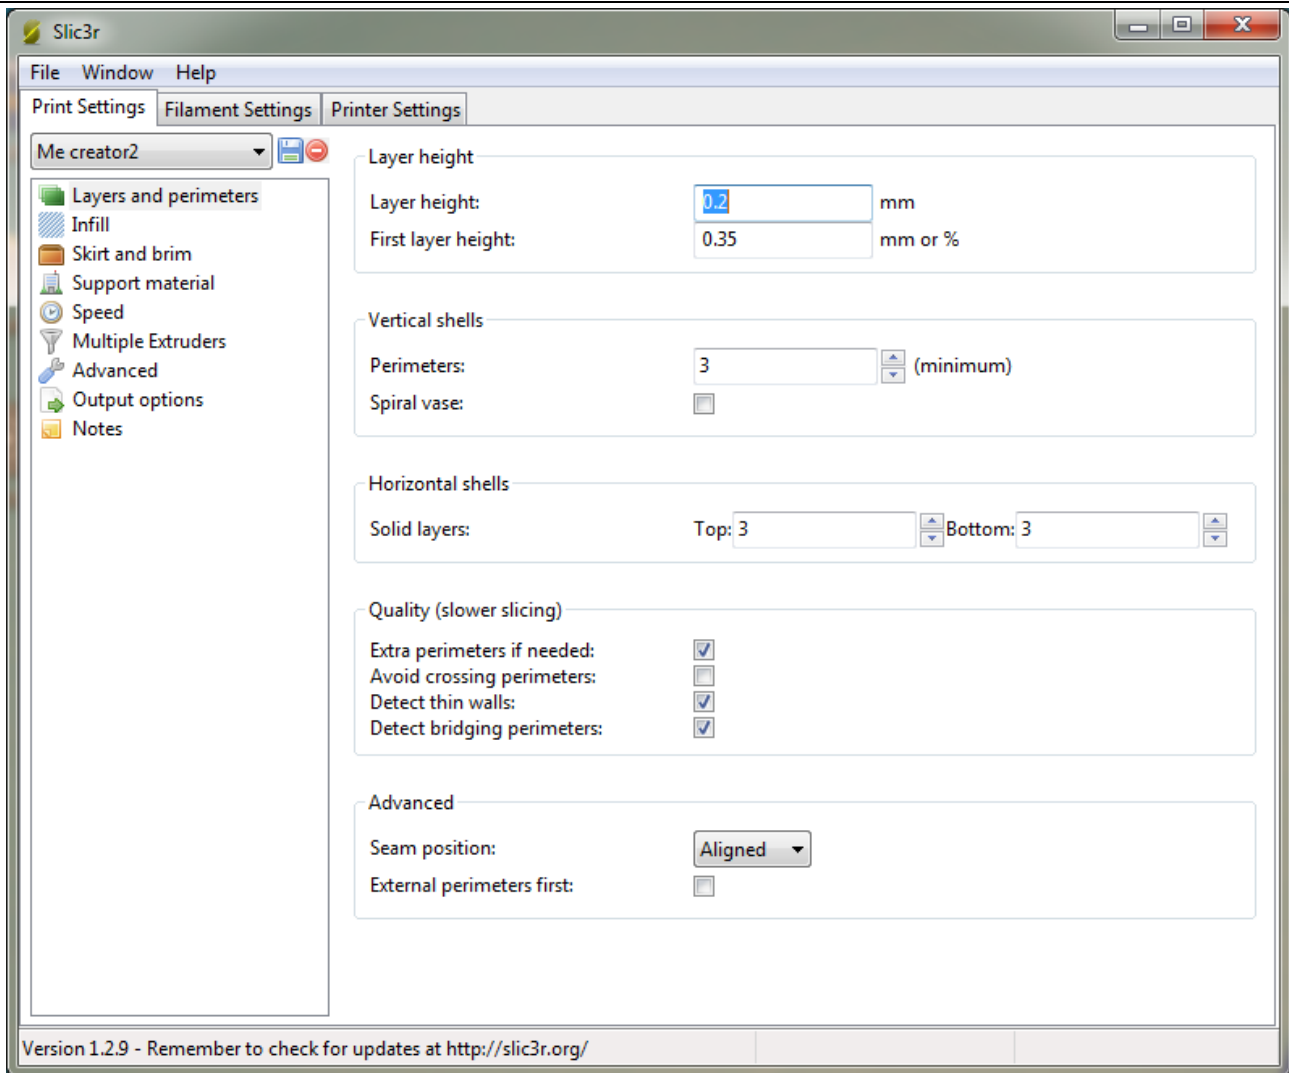 Slic3r
File Window Help
Print Settings Filament Settings Printer Settings
Me creator2
Layers and perimeters
Infill
Skirt and brim
Support material
Speed
Multiple Extruders
Advanced
Output options
Notes
Layer height
Layer height: 0.2 mm
First layer height: 0.35 mm or %
Vertical shells
Perimeters: 3 (minimum)
Spiral vase:
Horizontal shells
Solid layers: Top: 3 Bottom: 3
Quality (slower slicing)
Extra perimeters if needed:
Avoid crossing perimeters:
Detect thin walls:
Detect bridging perimeters:
Advanced
Seam position: Aligned
External perimeters first:
Version 1.2.9 - Remember to check for updates at http://slic3r.org/